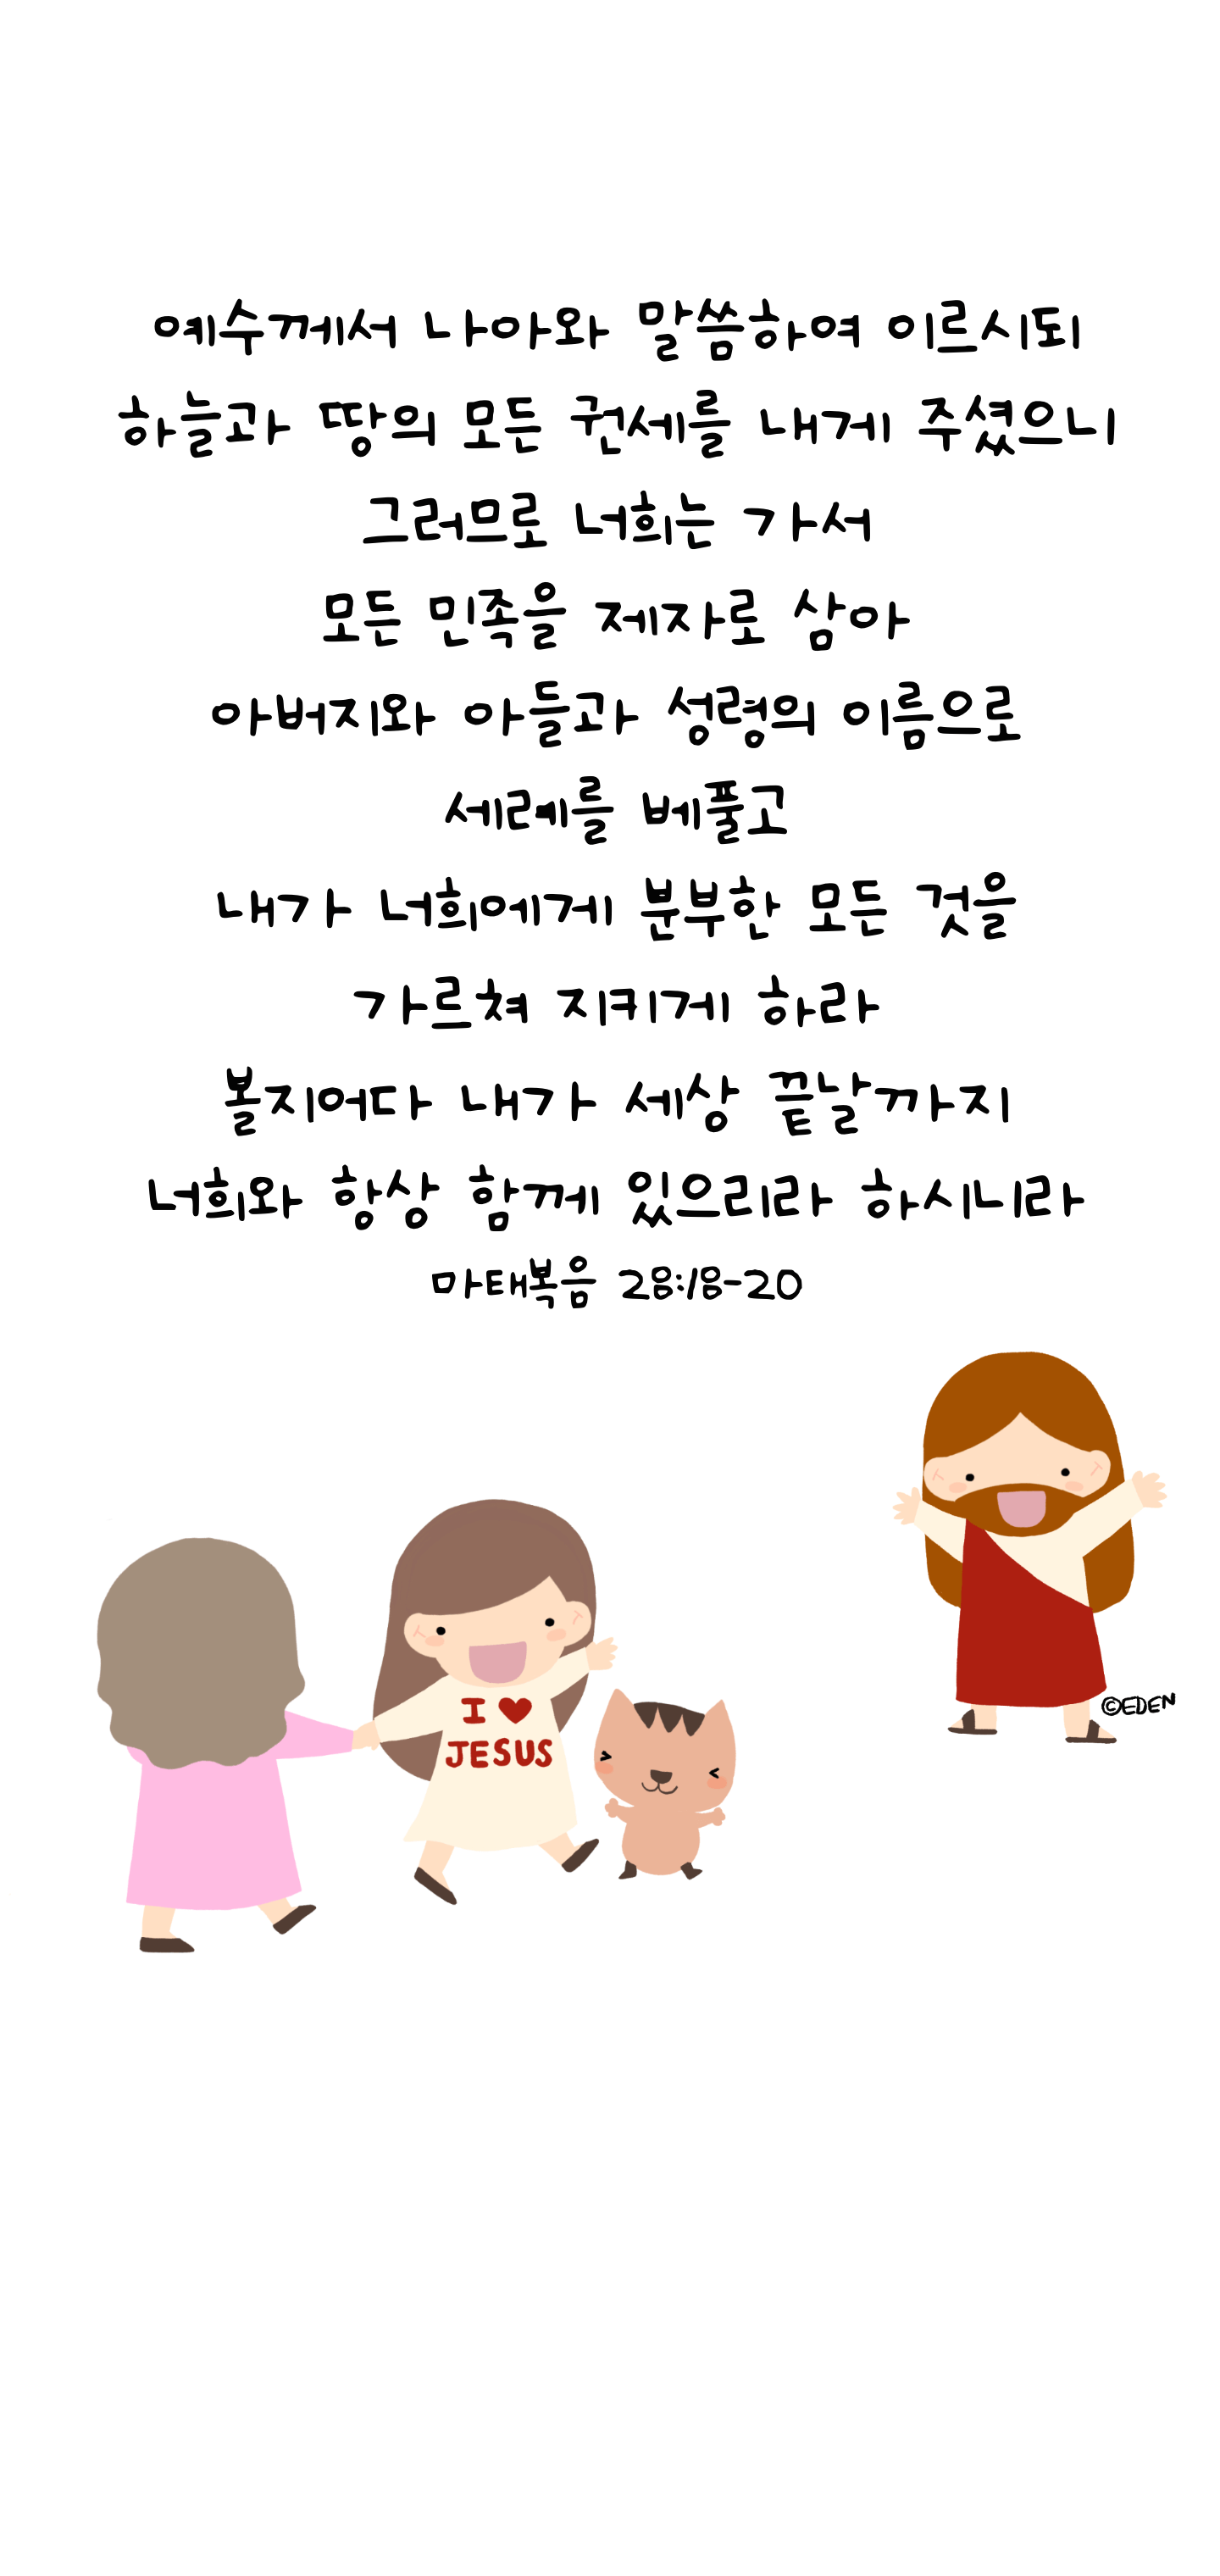 예수께서 나아와 말씀하여 이르시되
하늘과 땅의 모든 권세를 내게 주셨으니
그러므로 너희는 가서
모든 민족을 제자로 삼아
아버지와 아들과 성령의 이름으로
세례를 베풀고
내가 너희에게 분부한 모든 것을
가르쳐 지키게 하라
볼지어다 내가 세상 끝날까지
너희와 항상 함께 있으리라 하시니라
마태복음 28:18-20
I ♥
JESUS
©EDEN